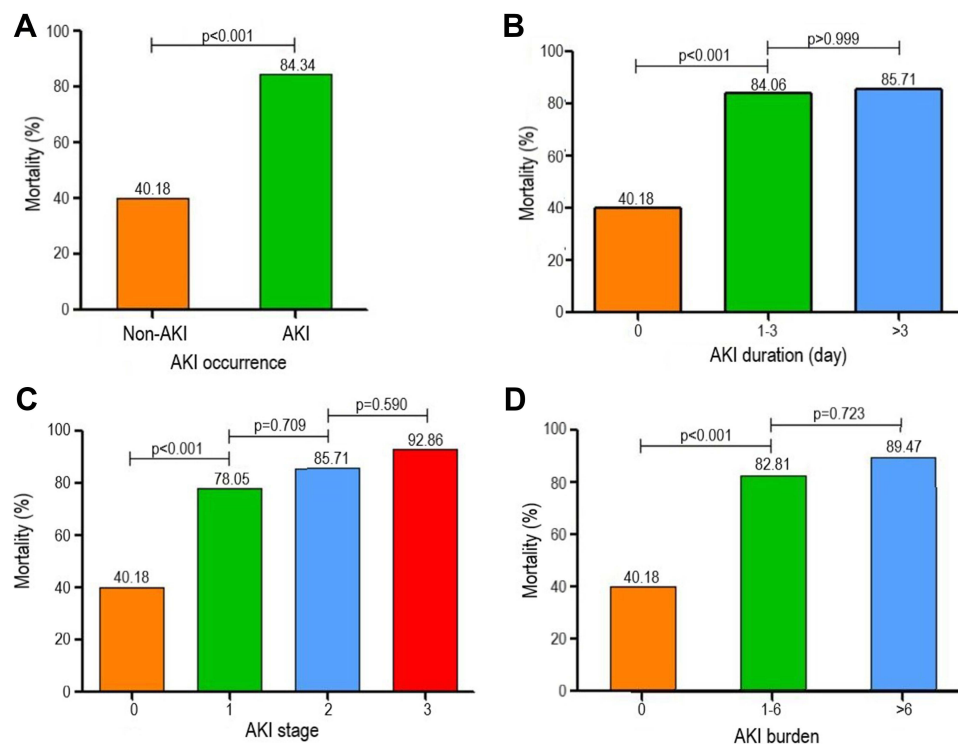 A
100
80
60
40
20
0
Mortality (%)
p<0.001
40.18
84.34
Non-AKI AKI
AKI occurrence
B
100
80
60
40
20
0
Mortality (%)
p<0.001
p>0.999
40.18
84.06
85.71
0 1-3 >3
AKI duration (day)
C
100
80
60
40
20
0
Mortality (%)
p<0.001
p=0.709
p=0.590
40.18
78.05
85.71
92.86
0 1 2 3
AKI stage
D
100
80
60
40
20
0
Mortality (%)
p<0.001
p=0.723
40.18
82.81
89.47
0 1-6 >6
AKI burden